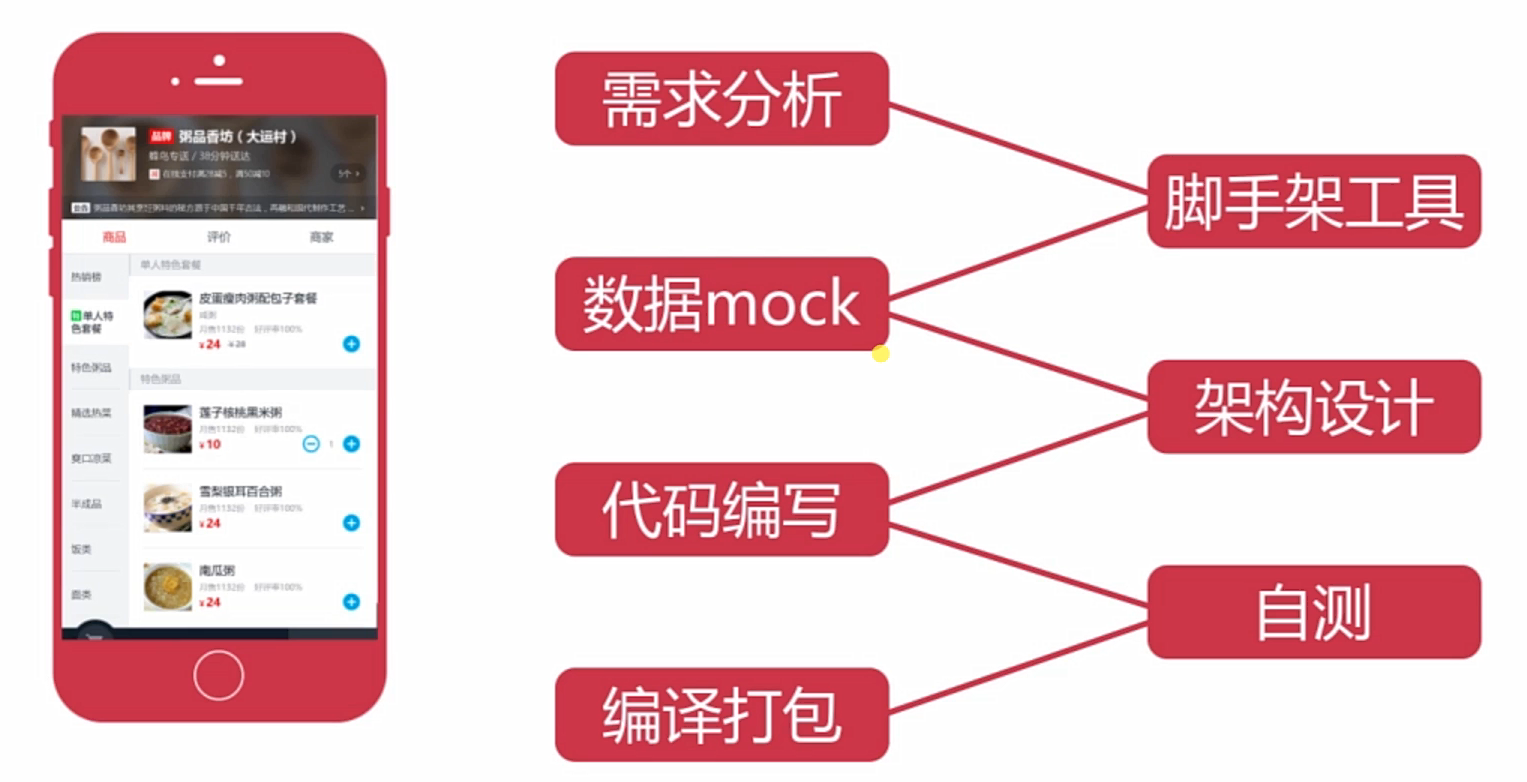 品牌 粥品香坊（大运村）
蜂鸟专送 / 38分钟送达
减 在线支付满28减5，满50减10
5个 >
粥品香坊其烹饪粥料的秘方源于中国千年古法，再融和现代制作工艺 ... >
商品 评价 商家
热销榜
单人特
色套餐
特色粥品
精选热菜
爽口凉菜
半成品
饭类
面类
单人特色套餐
皮蛋瘦肉粥配包子套餐
咸粥
月售1132份 好评率100%
¥24 ¥28
特色粥品
莲子核桃黑米粥
月售1132份 好评率100%
¥10
1
雪梨银耳百合粥
月售1132份 好评率100%
¥24
南瓜粥
月售1132份 好评率100%
¥24
需求分析
脚手架工具
数据mock
架构设计
代码编写
自测
编译打包